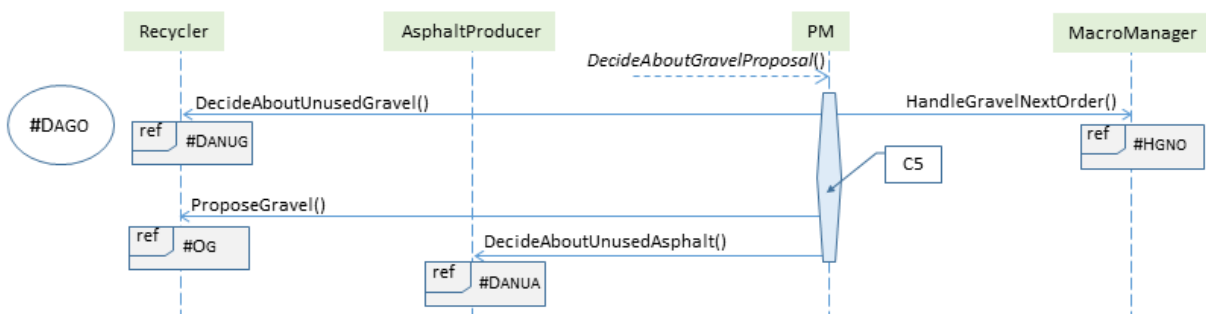 Recycler
AsphaltProducer
PM
MacroManager
DecideAboutGravelProposal()
DecideAboutUnusedGravel()
HandleGravelNextOrder()
#DAGO
ref
#DANUG
ref
#HGNO
C5
ProposeGravel()
ref
#OG
DecideAboutUnusedAsphalt()
ref
#DANUA